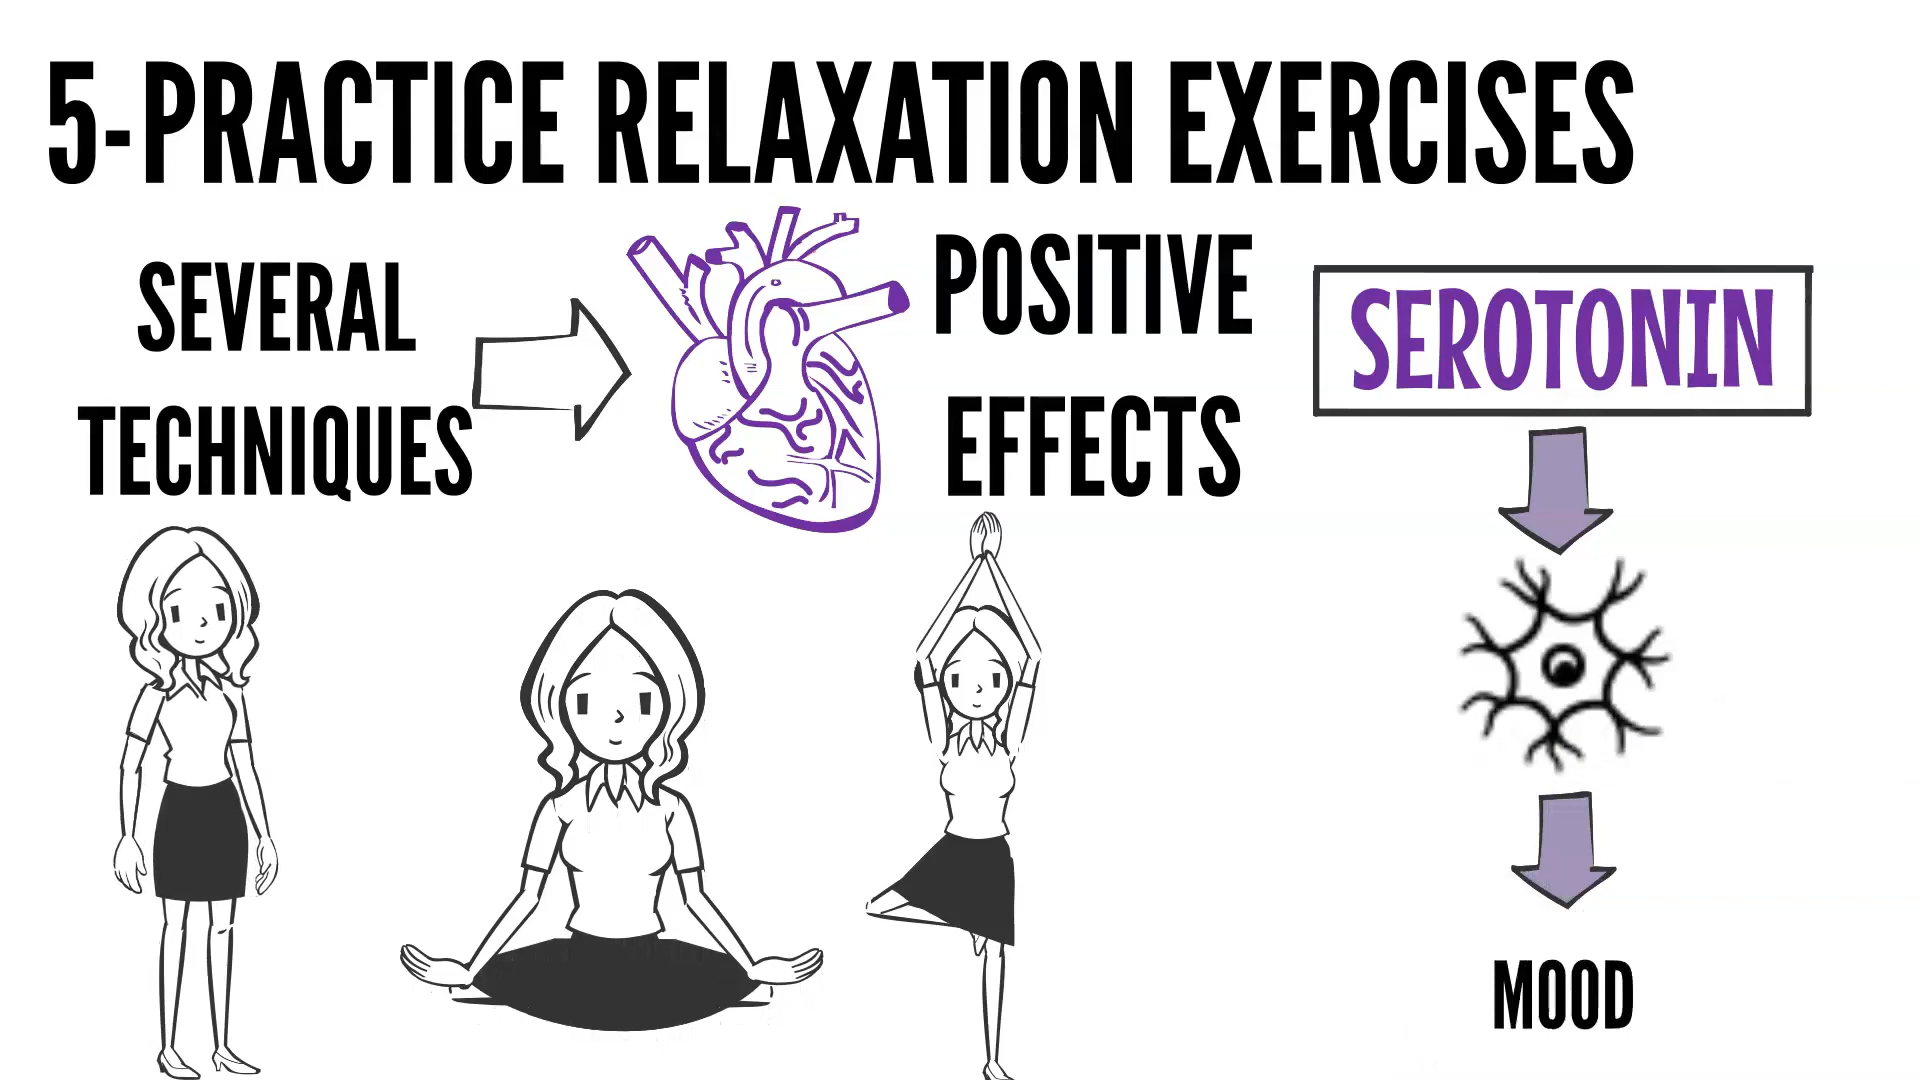 5-PRACTICE RELAXATION EXERCISES
SEVERAL
TECHNIQUES
POSITIVE
EFFECTS
SEROTONIN
MOOD